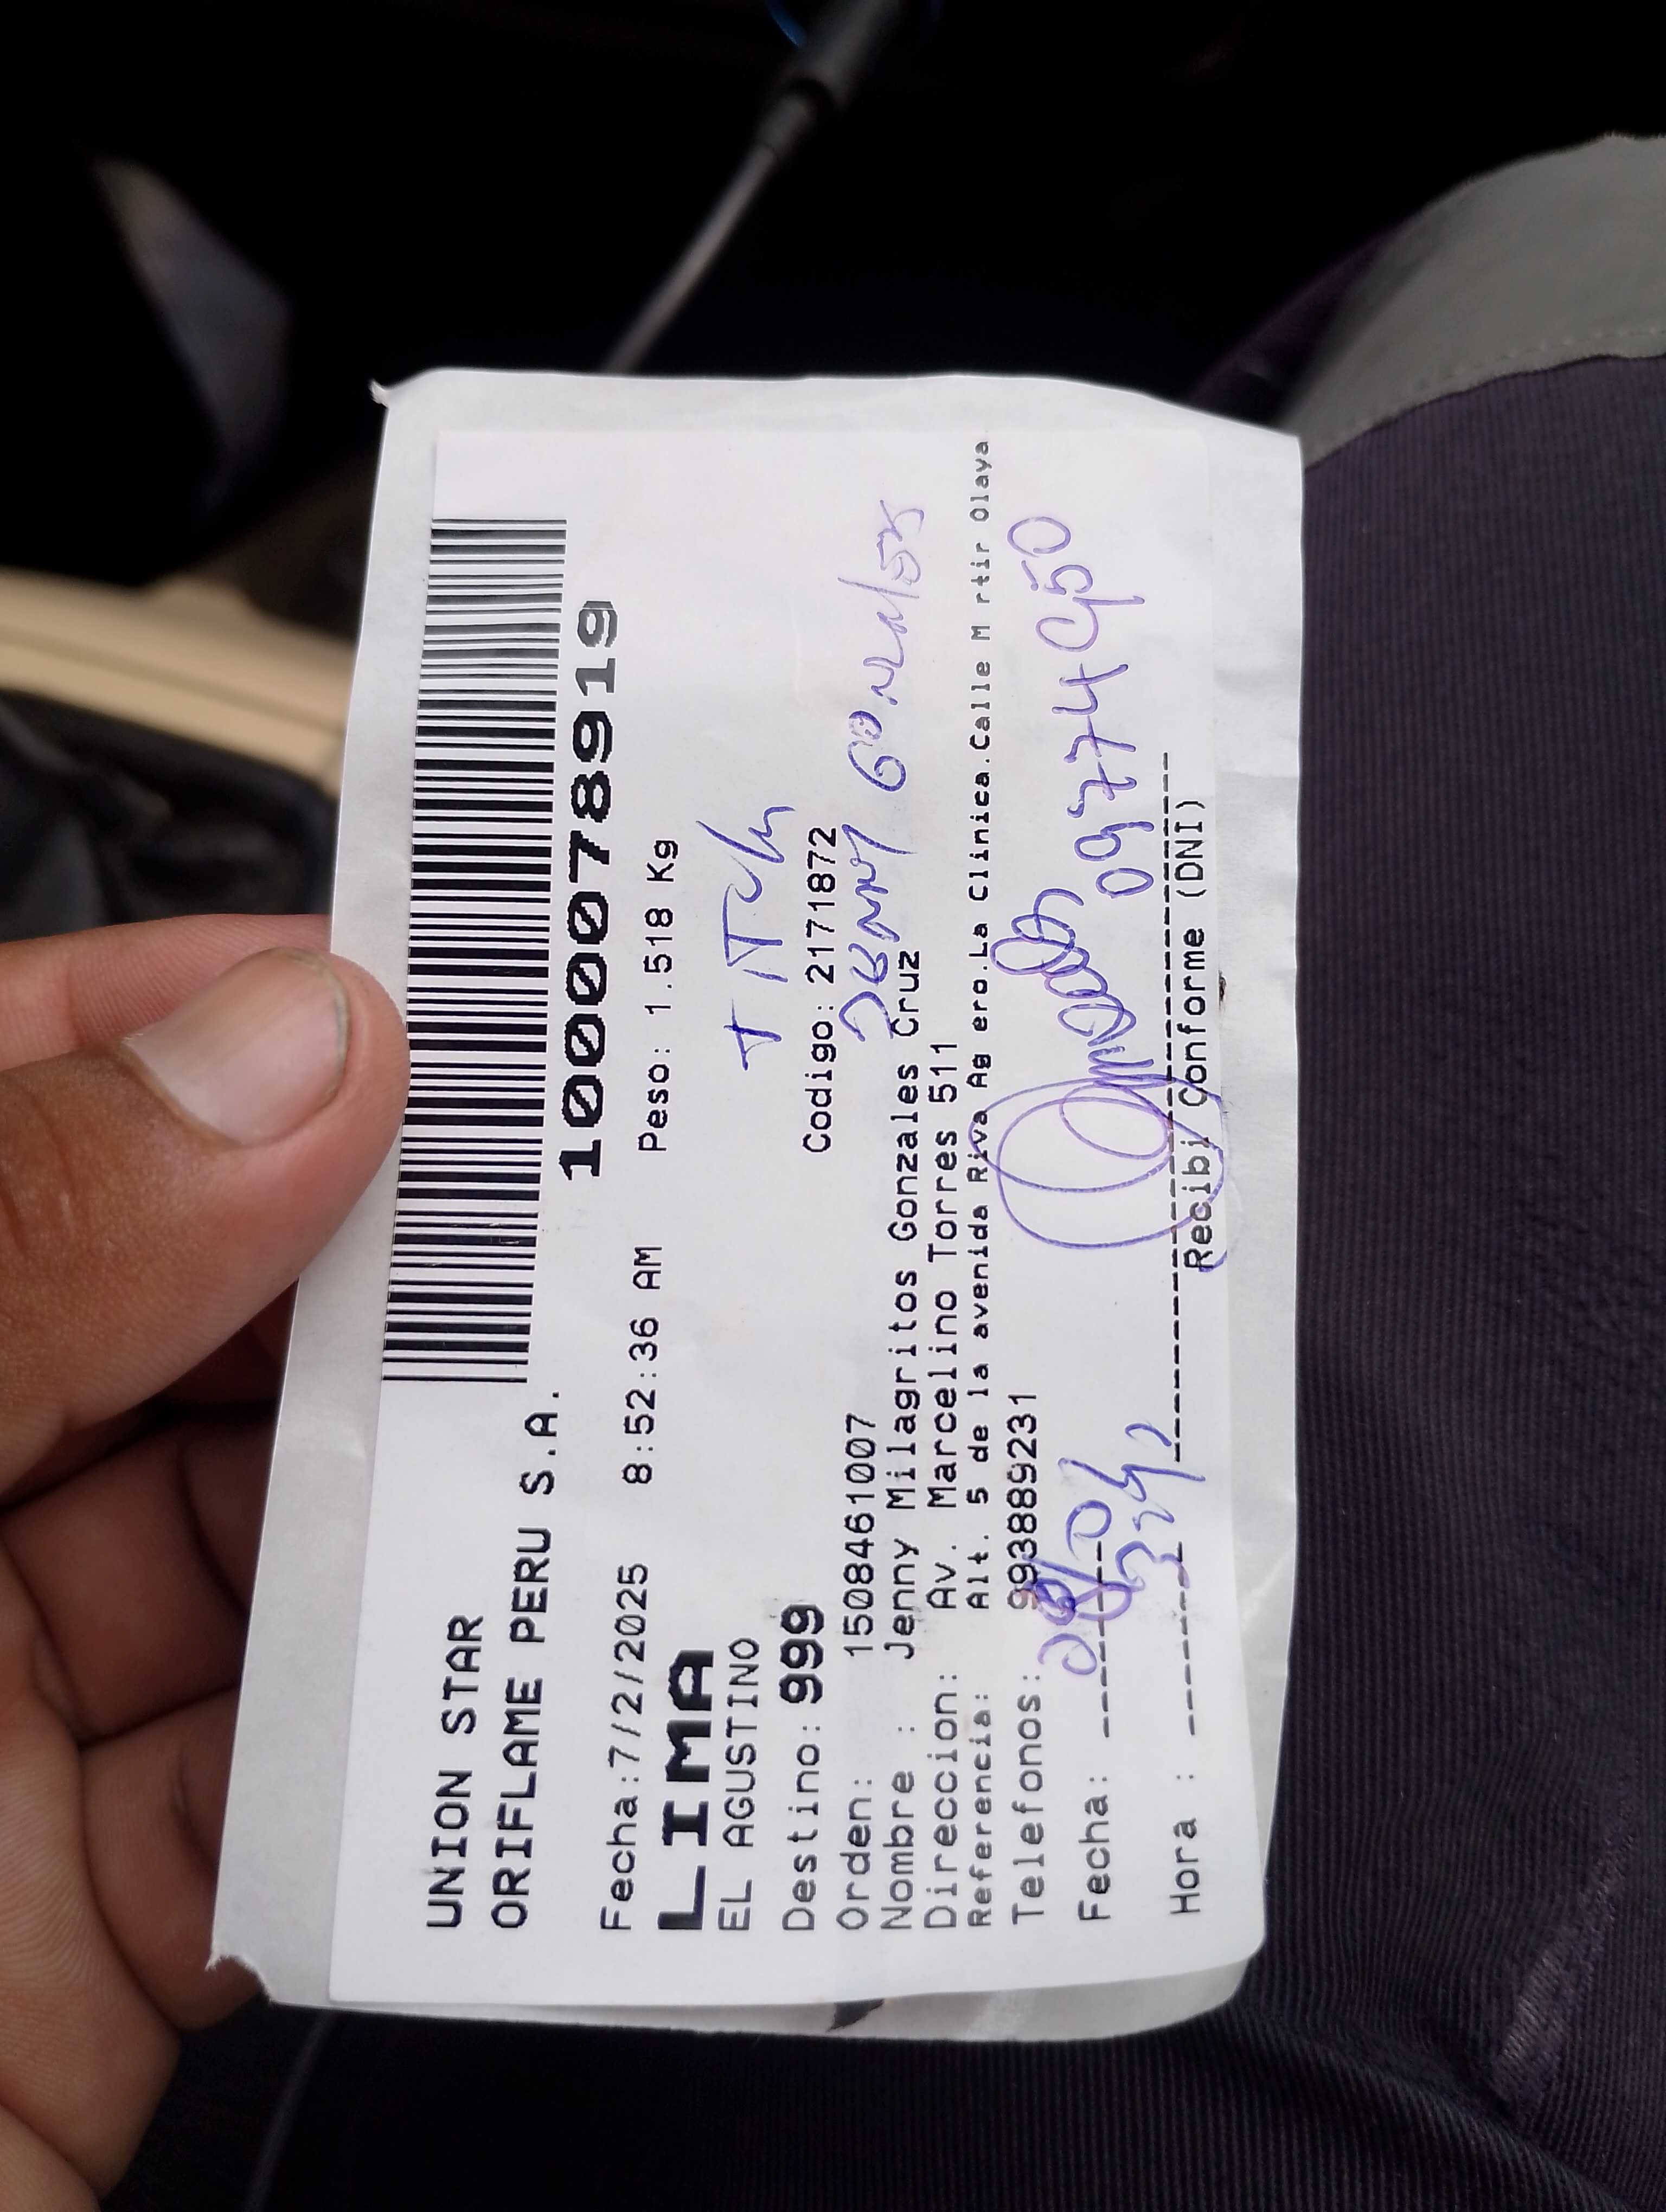 UNION STAR
ORIFLAME PERU S.A.
1000078919
Fecha:7/2/2025 8:52:36 AM Peso: 1.518 Kg
LIMA
EL AGUSTINO
Destino: 999 Codigo: 2171872
Orden: 15084461007
Nombre : Jenny Milagritos Gonzales Cruz
Direccion: Av. Marcelino Torres 511
Referencia: Alt. 5 de la avenida Riva Ag ero.La Clinica.Calle M rtir Olaya
Telefonos: 993889231
Fecha:
Hora :
Recibi Conforme (DNI)